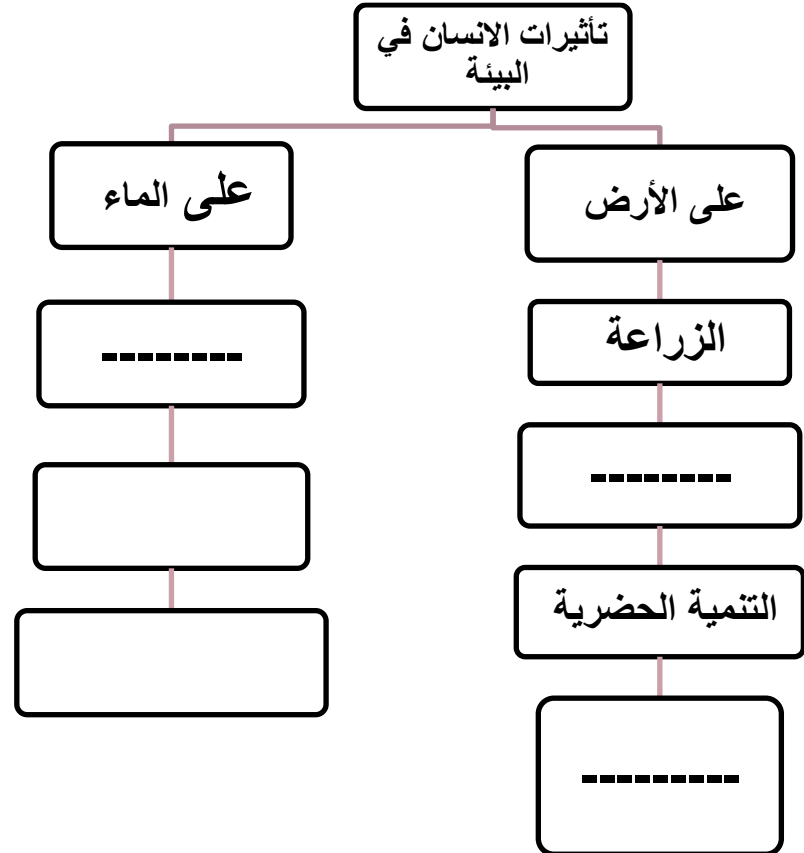 تأثيرات الانسان في
البيئة
على الأرض
الزراعة
--------
التنمية الحضرية
---------
على الماء
--------